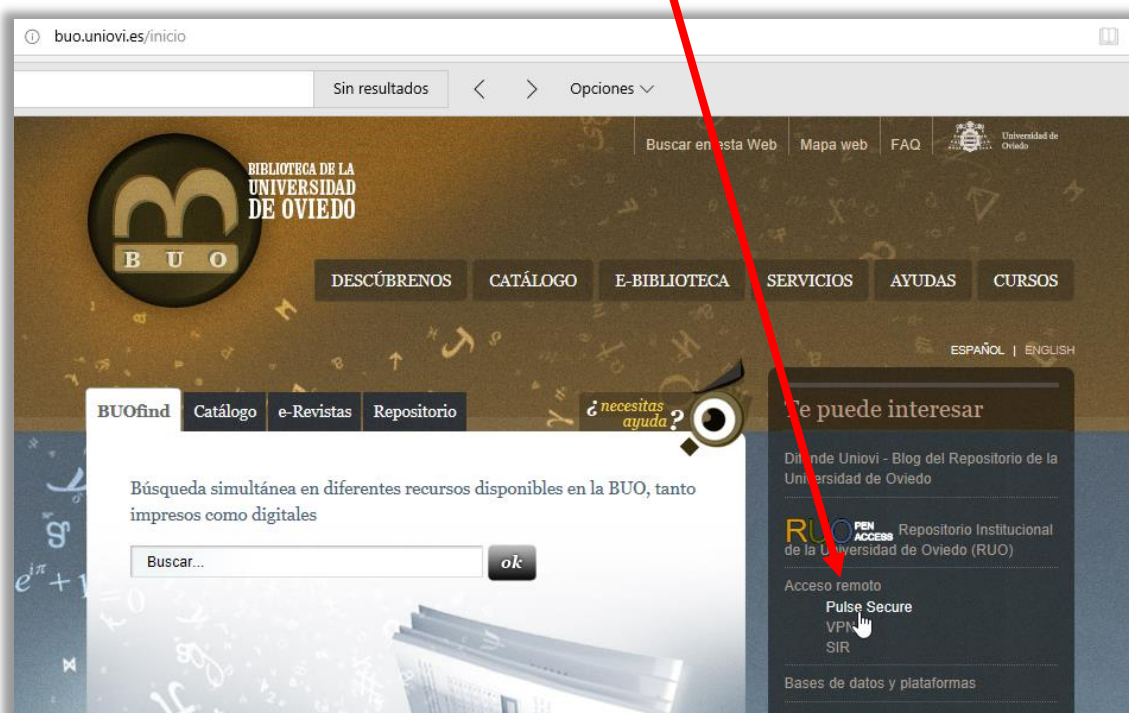 buo.uniovi.es/inicio
Sin resultados
Opciones
Buscar en esta Web
Mapa web
FAQ
Universidad de
Oviedo
BIBLIOTECA DE LA
UNIVERSIDAD
DE OVIEDO
B U O
DESCÚBRENOS
CATÁLOGO
E-BIBLIOTECA
SERVICIOS
AYUDAS
CURSOS
ESPAÑOL | ENGLISH
BUOfind
Catálogo
e-Revistas
Repositorio
¿necesitas
ayuda?
Búsqueda simultánea en diferentes recursos disponibles en la BUO, tanto
impresos como digitales
Buscar...
ok
Te puede interesar
Difunde Uniovi - Blog del Repositorio de la
Universidad de Oviedo
RUO PEN ACCESS Repositorio Institucional
de la Universidad de Oviedo (RUO)
Acceso remoto
Pulse Secure
VPN
SIR
Bases de datos y plataformas